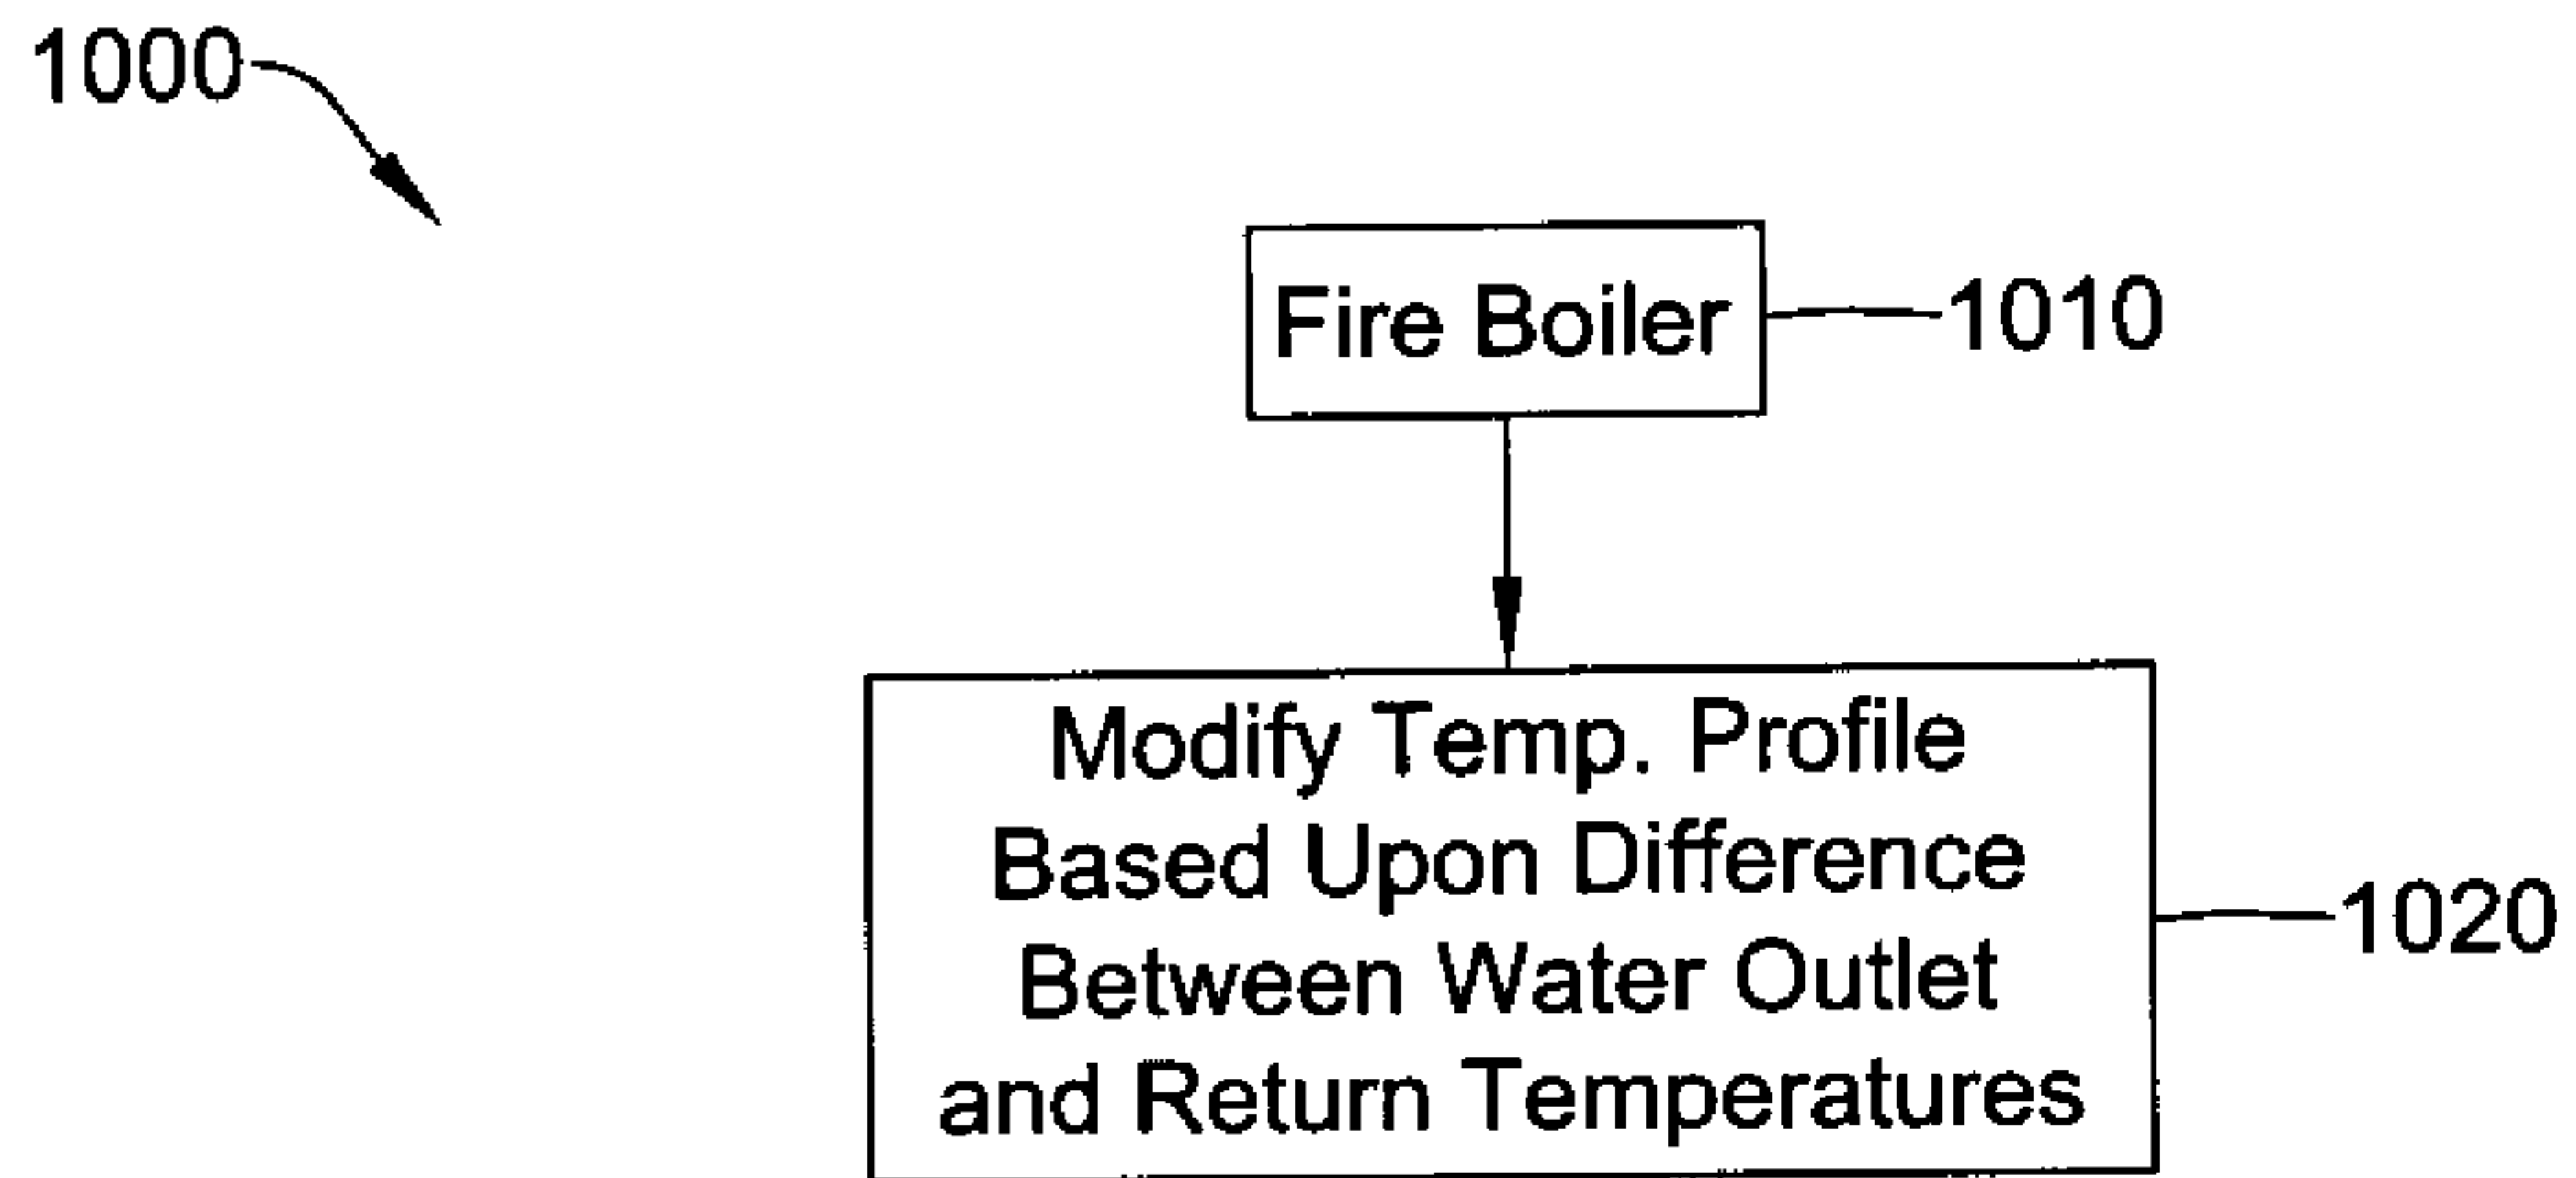 1000
Fire Boiler
1010
Modify Temp. Profile
Based Upon Difference
Between Water Outlet
and Return Temperatures
1020